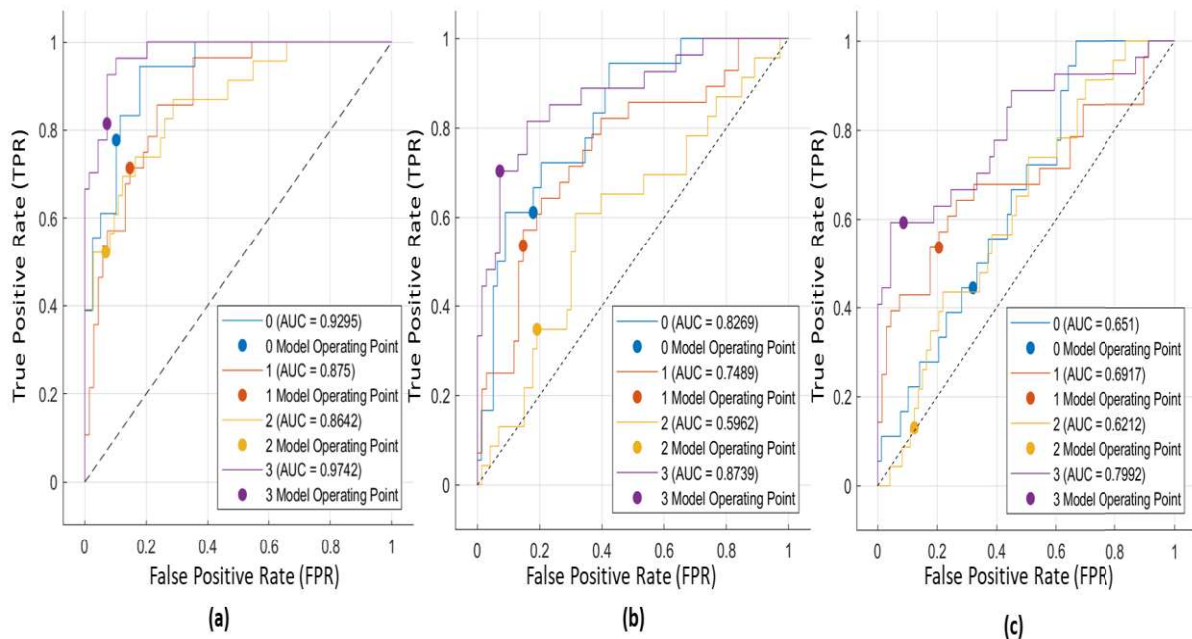 True Positive Rate (TPR)
1
0.8
0.6
0.4
0.2
0
0 (AUC = 0.9295)
0 Model Operating Point
1 (AUC = 0.875)
1 Model Operating Point
2 (AUC = 0.8642)
2 Model Operating Point
3 (AUC = 0.9742)
3 Model Operating Point
0 0.2 0.4 0.6 0.8 1
False Positive Rate (FPR)
(a)
True Positive Rate (TPR)
1
0.8
0.6
0.4
0.2
0
0 (AUC = 0.8269)
0 Model Operating Point
1 (AUC = 0.7489)
1 Model Operating Point
2 (AUC = 0.5962)
2 Model Operating Point
3 (AUC = 0.8739)
3 Model Operating Point
0 0.2 0.4 0.6 0.8 1
False Positive Rate (FPR)
(b)
True Positive Rate (TPR)
1
0.8
0.6
0.4
0.2
0
0 (AUC = 0.651)
0 Model Operating Point
1 (AUC = 0.6917)
1 Model Operating Point
2 (AUC = 0.6212)
2 Model Operating Point
3 (AUC = 0.7992)
3 Model Operating Point
0 0.2 0.4 0.6 0.8 1
False Positive Rate (FPR)
(c)